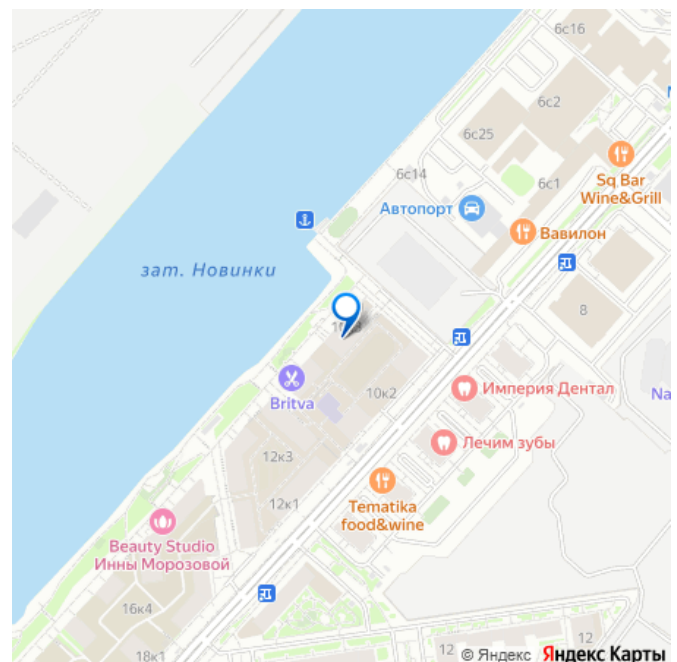 6с16
6с2
6с25
6с14
6с1
Sq Bar
Wine&Grill
Автопорт
Вавилон
зат. Новинки
8
Империя Дентал
Na
Britva
10к2
Лечим зубы
12к3
Tematika
food&wine
12к1
Beauty Studio
Инны Морозовой
16к4
18к1
12
12
© Яндекс Яндекс Карты